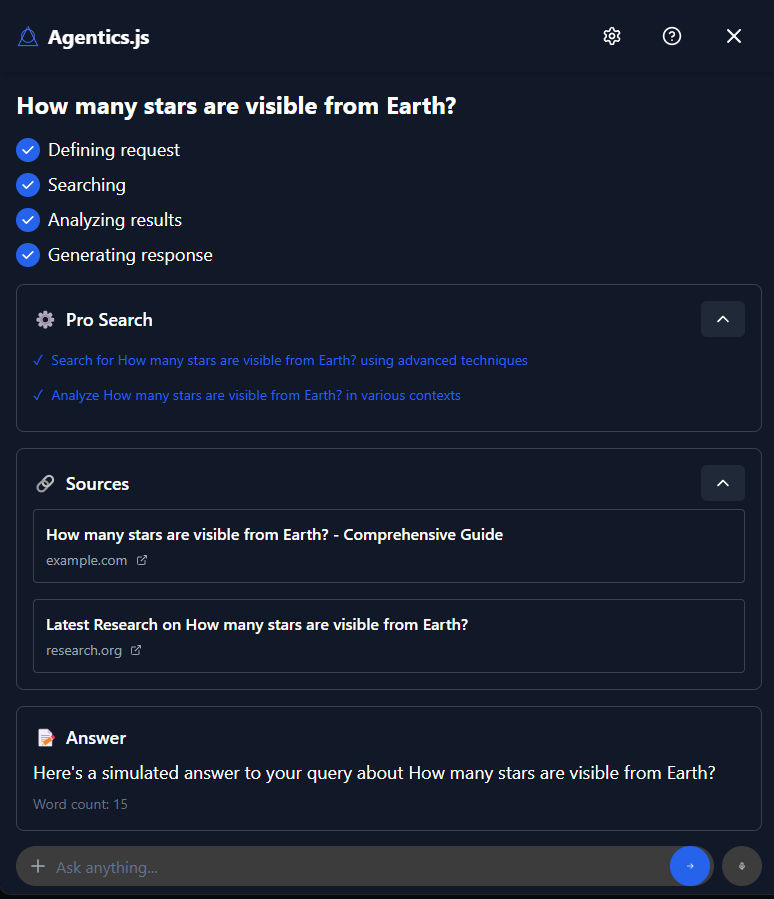 Agentics.js
How many stars are visible from Earth?
Defining request
Searching
Analyzing results
Generating response
Pro Search
✓ Search for How many stars are visible from Earth? using advanced techniques
✓ Analyze How many stars are visible from Earth? in various contexts
Sources
How many stars are visible from Earth? - Comprehensive Guide
example.com
Latest Research on How many stars are visible from Earth?
research.org
Answer
Here's a simulated answer to your query about How many stars are visible from Earth?
Word count: 15
Ask anything...